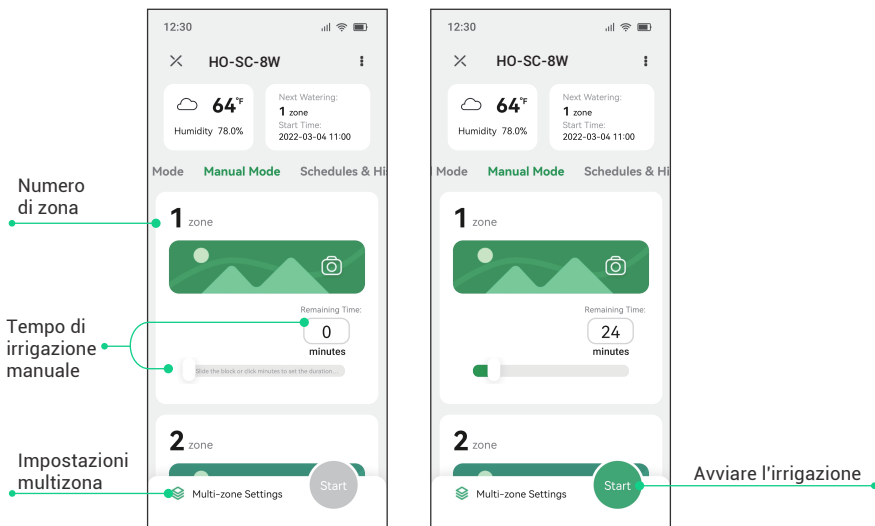 12:30
HO-SC-8W
64°F
Humidity 78.0%
Next Watering:
1 zone
Start Time:
2022-03-04 11:00
Mode Manual Mode Schedules & Hi
Numero
di zona
1 zone
Remaining Time:
0
minutes
Tempo di
irrigazione
manuale
Slide the block or click minutes to set the duration...
2 zone
Impostazioni
multizona
Multi-zone Settings
Start
12:30
HO-SC-8W
64°F
Humidity 78.0%
Next Watering:
1 zone
Start Time:
2022-03-04 11:00
Mode Manual Mode Schedules & Hi
1 zone
Remaining Time:
24
minutes
2 zone
Multi-zone Settings
Start
Avviare l'irrigazione